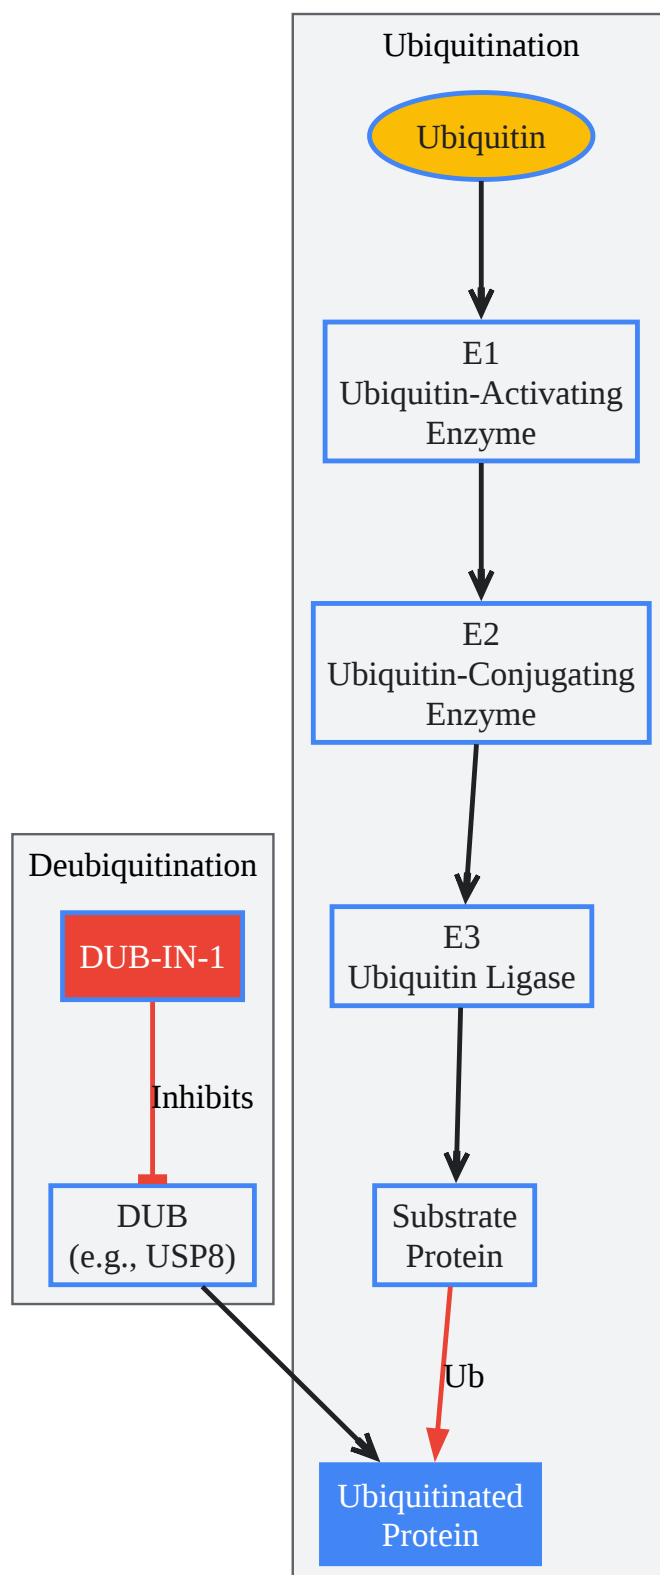 Ubiquitination
Ubiquitin
E1
Ubiquitin-Activating
Enzyme
E2
Ubiquitin-Conjugating
Enzyme
E3
Ubiquitin Ligase
Substrate
Protein
Ub
Ubiquitinated
Protein
Deubiquitination
DUB-IN-1
Inhibits
DUB
(e.g., USP8)